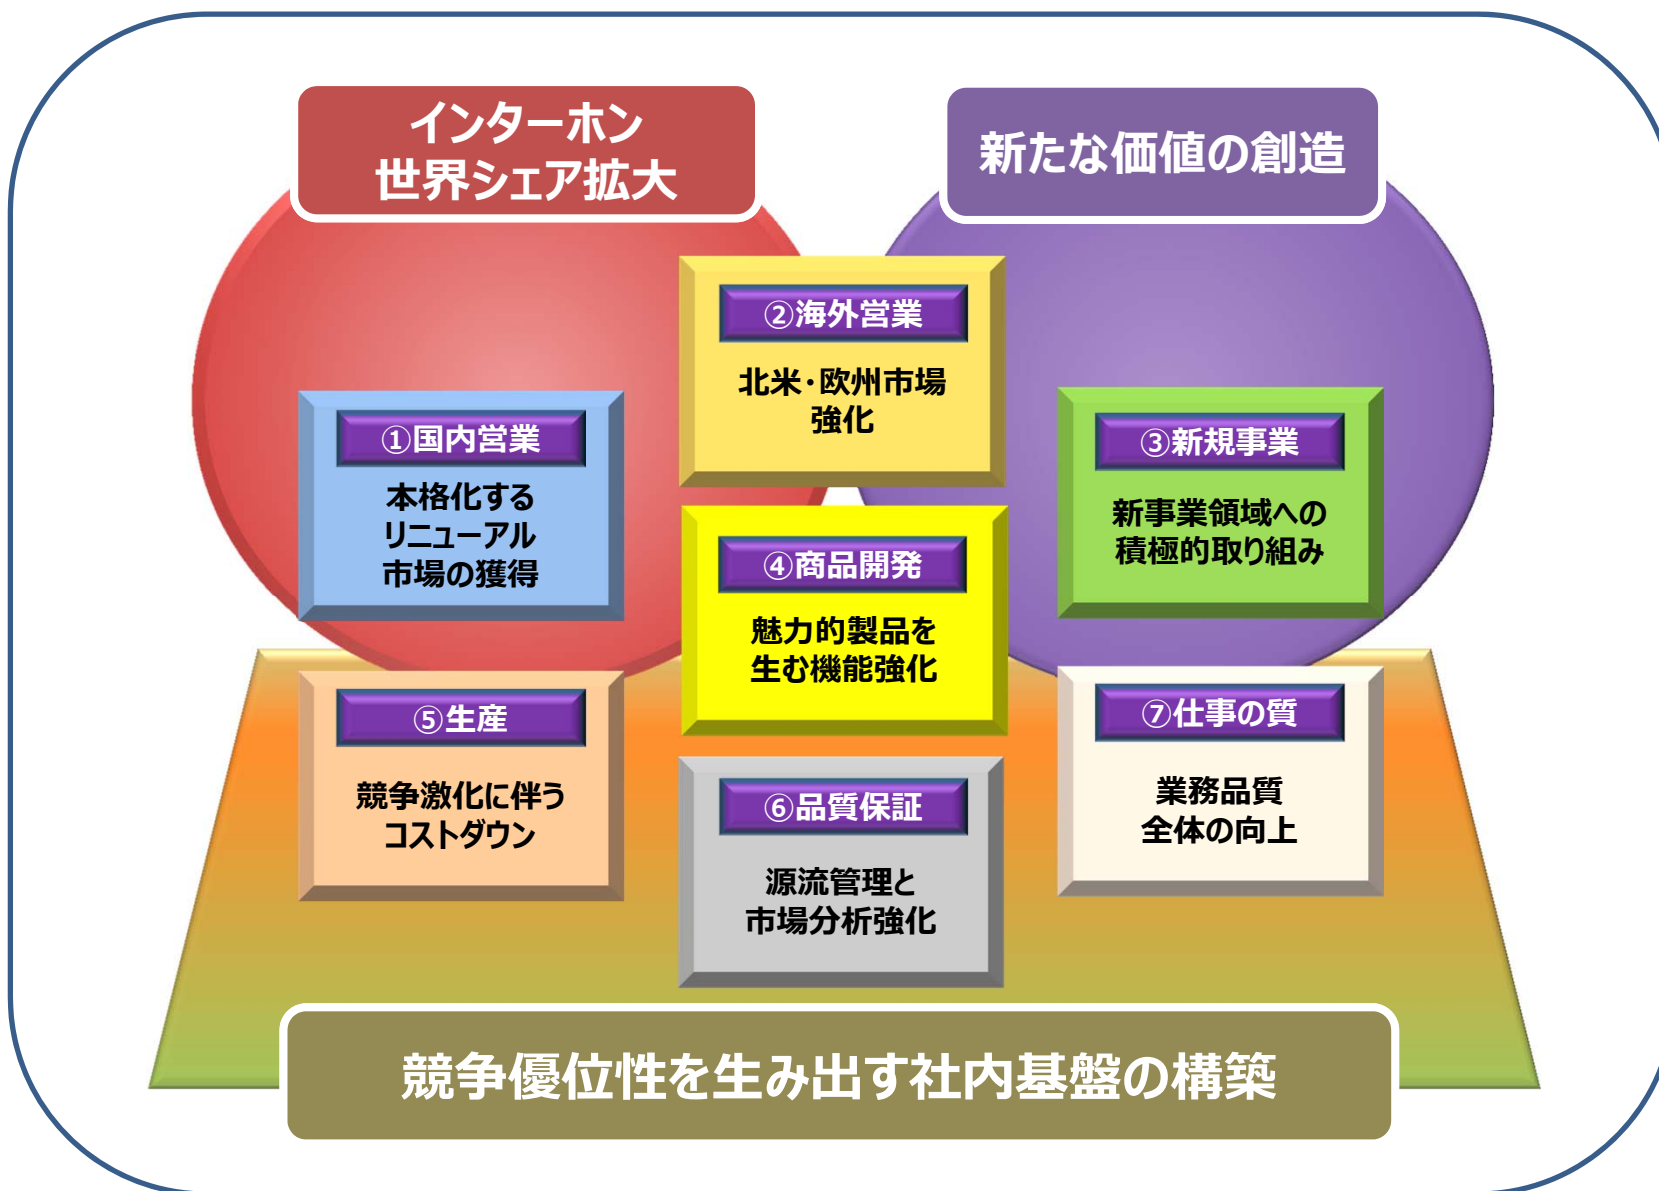 インターホン
世界シェア拡大
新たな価値の創造
②海外営業
北米・欧州市場
強化
①国内営業
本格化する
リニューアル
市場の獲得
③新規事業
新事業領域への
積極的取り組み
④商品開発
魅力的製品を
生む機能強化
⑤生産
競争激化に伴う
コストダウン
⑥品質保証
源流管理と
市場分析強化
⑦仕事の質
業務品質
全体の向上
競争優位性を生み出す社内基盤の構築